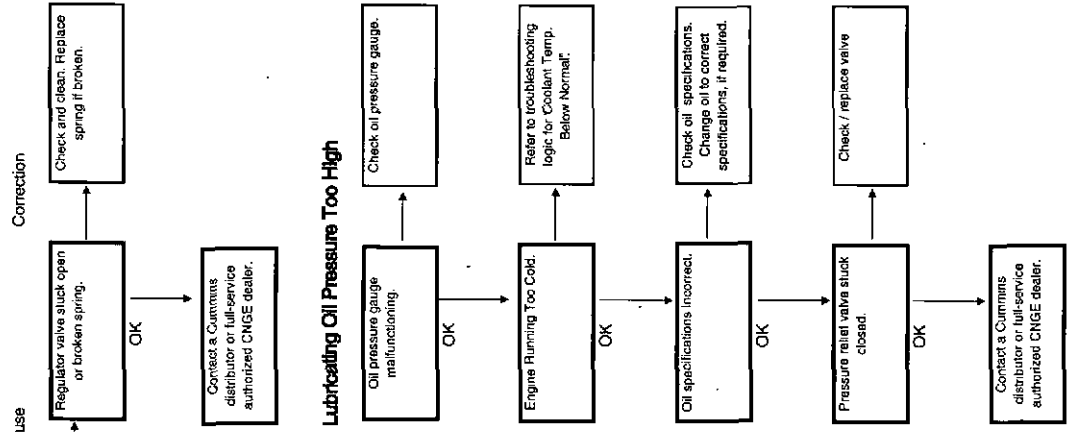 use
Correction
Regulator valve stuck open
or broken spring.
Check and clean. Replace
spring if broken.
OK
Contact a Cummins
distributor or full-service
authorized CNGE dealer.
Lubricating Oil Pressure Too High
Oil pressure gauge
malfunctioning.
Check oil pressure gauge.
OK
Engine Running Too Cold.
Refer to troubleshooting
logic for 'Coolant Temp.
Below Normal'.
OK
Oil specifications Incorrect.
Check oil specifications.
Change oil to correct
specifications, if required.
OK
Pressure relief valve stuck
closed.
Check / replace valve
OK
Contact a Cummins
distributor or full-service
authorized CNGE dealer.